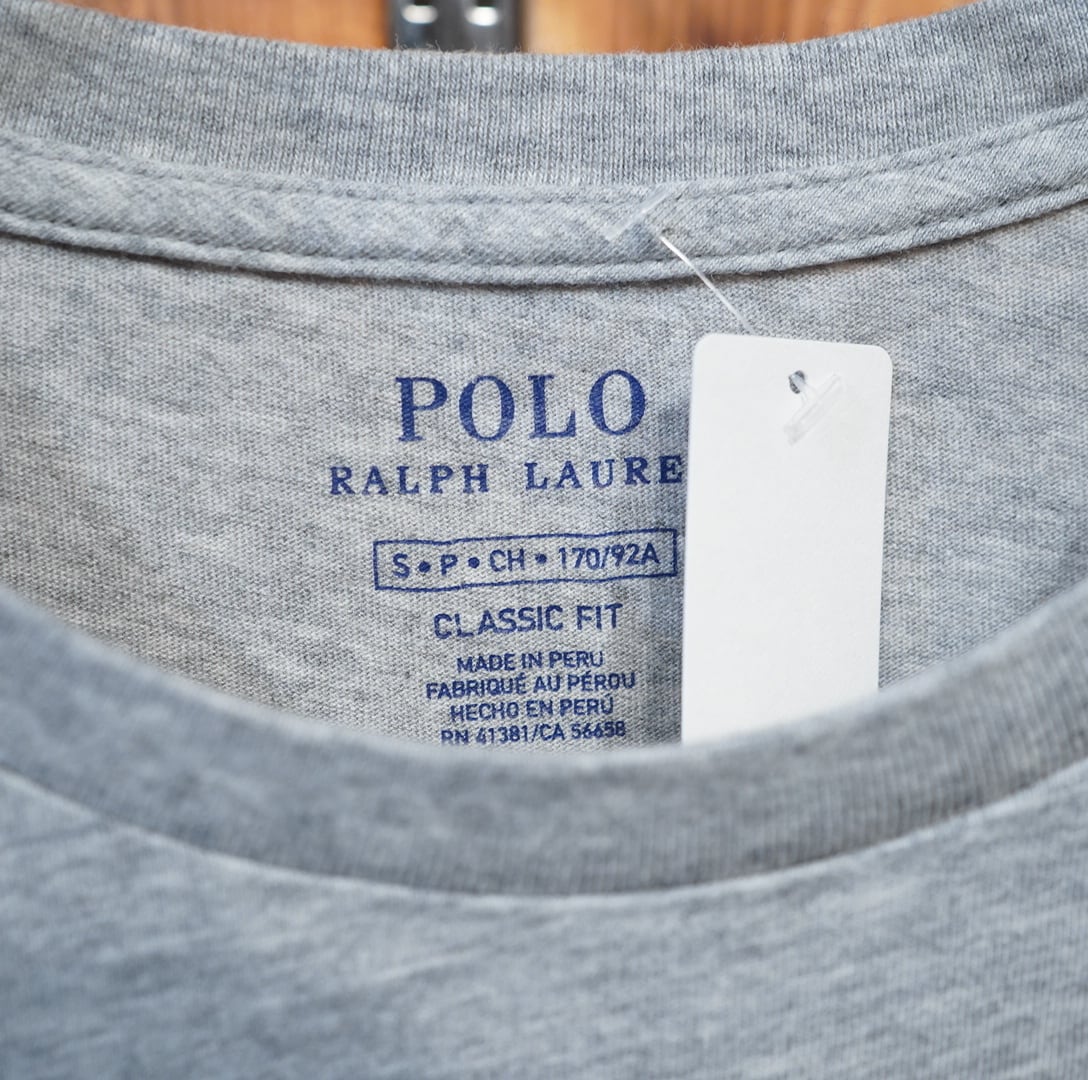 POLO
RALPH LAURE
S • P • CH • 170/92A
CLASSIC FIT
MADE IN PERU
FABRIQUÉ AU PÉROU
HECHO EN PERÚ
RN 41381/CA 56658